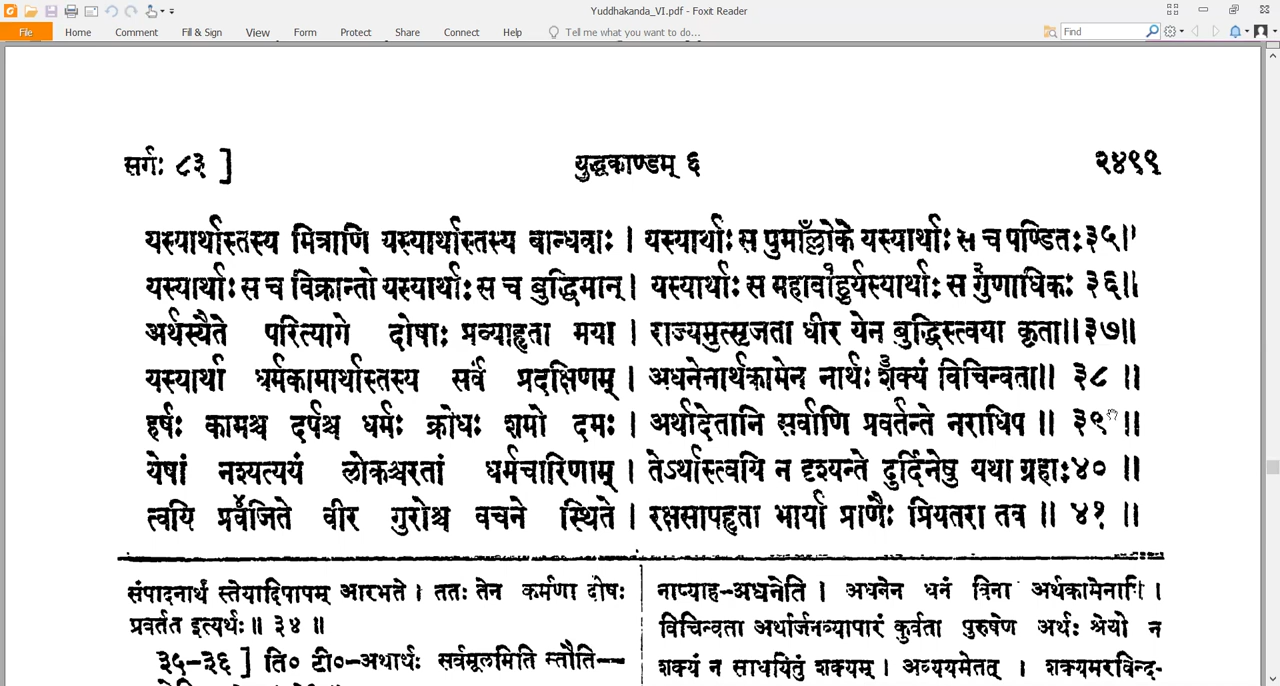 Yuddhakanda_VI.pdf - Foxit Reader
File Home Comment Fill & Sign View Form Protect Share Connect Help Tell me what you want to do... Find
सर्गः ८३ ] युद्धकाण्डम् ६ २४९९
यस्यार्थास्तस्य मित्राणि यस्यार्थास्तस्य बान्धवाः । यस्यार्थाः स पुमाँल्लोके यस्यार्थाः स च पण्डितः ३५॥
यस्यार्थाः स च विक्रान्तो यस्यार्थाः स च बुद्धिमान् । यस्यार्थाः स महाबाहुर्यस्यार्थाः स गुणाधिकः ३६॥
अर्थस्यैते परित्यागे दोषाः प्रव्याहृता मया । राज्यमुत्सृजता धीर येन बुद्धिस्त्वया कृता॥३७॥
यस्यार्था धर्मकामार्थास्तस्य सर्वं प्रदक्षिणम् । अधनेनार्थकामेन नार्थः शक्यं विचिन्वता॥ ३८ ॥
हर्षः कामश्च दर्पश्च धर्मः क्रोधः शमो दमः । अर्थादेतानि सर्वाणि प्रवर्तन्ते नराधिप ॥ ३९ ॥
येषां नश्यत्ययं लोकश्चरतां धर्मचारिणाम् । तेऽर्थास्त्वयि न दृश्यन्ते दुर्दिनेषु यथा ग्रहाः४० ॥
त्वयि प्रव्रजिते वीर गुरोश्च वचने स्थिते । रक्षसापहृता भार्या प्राणैः प्रियतरा तव ॥ ४१ ॥
संपादनार्थं स्तेयादिपापम् आरभते । ततः तेन कर्मणा दोषः
प्रवर्तत इत्यर्थः॥ ३४ ॥
३५-३६ ] ति० टी०-अथार्थः सर्वमूलमिति स्तौति—
नाप्याह-अधनेति । अधनेन धनं विना अर्थकामेनापि ।
विचिन्वता अर्थार्जनव्यापारं कुर्वता पुरुषेण अर्थः श्रेयो न
शक्यं न साधयितुं शक्यम् । अव्ययमेतत् । शक्यमरविन्द-